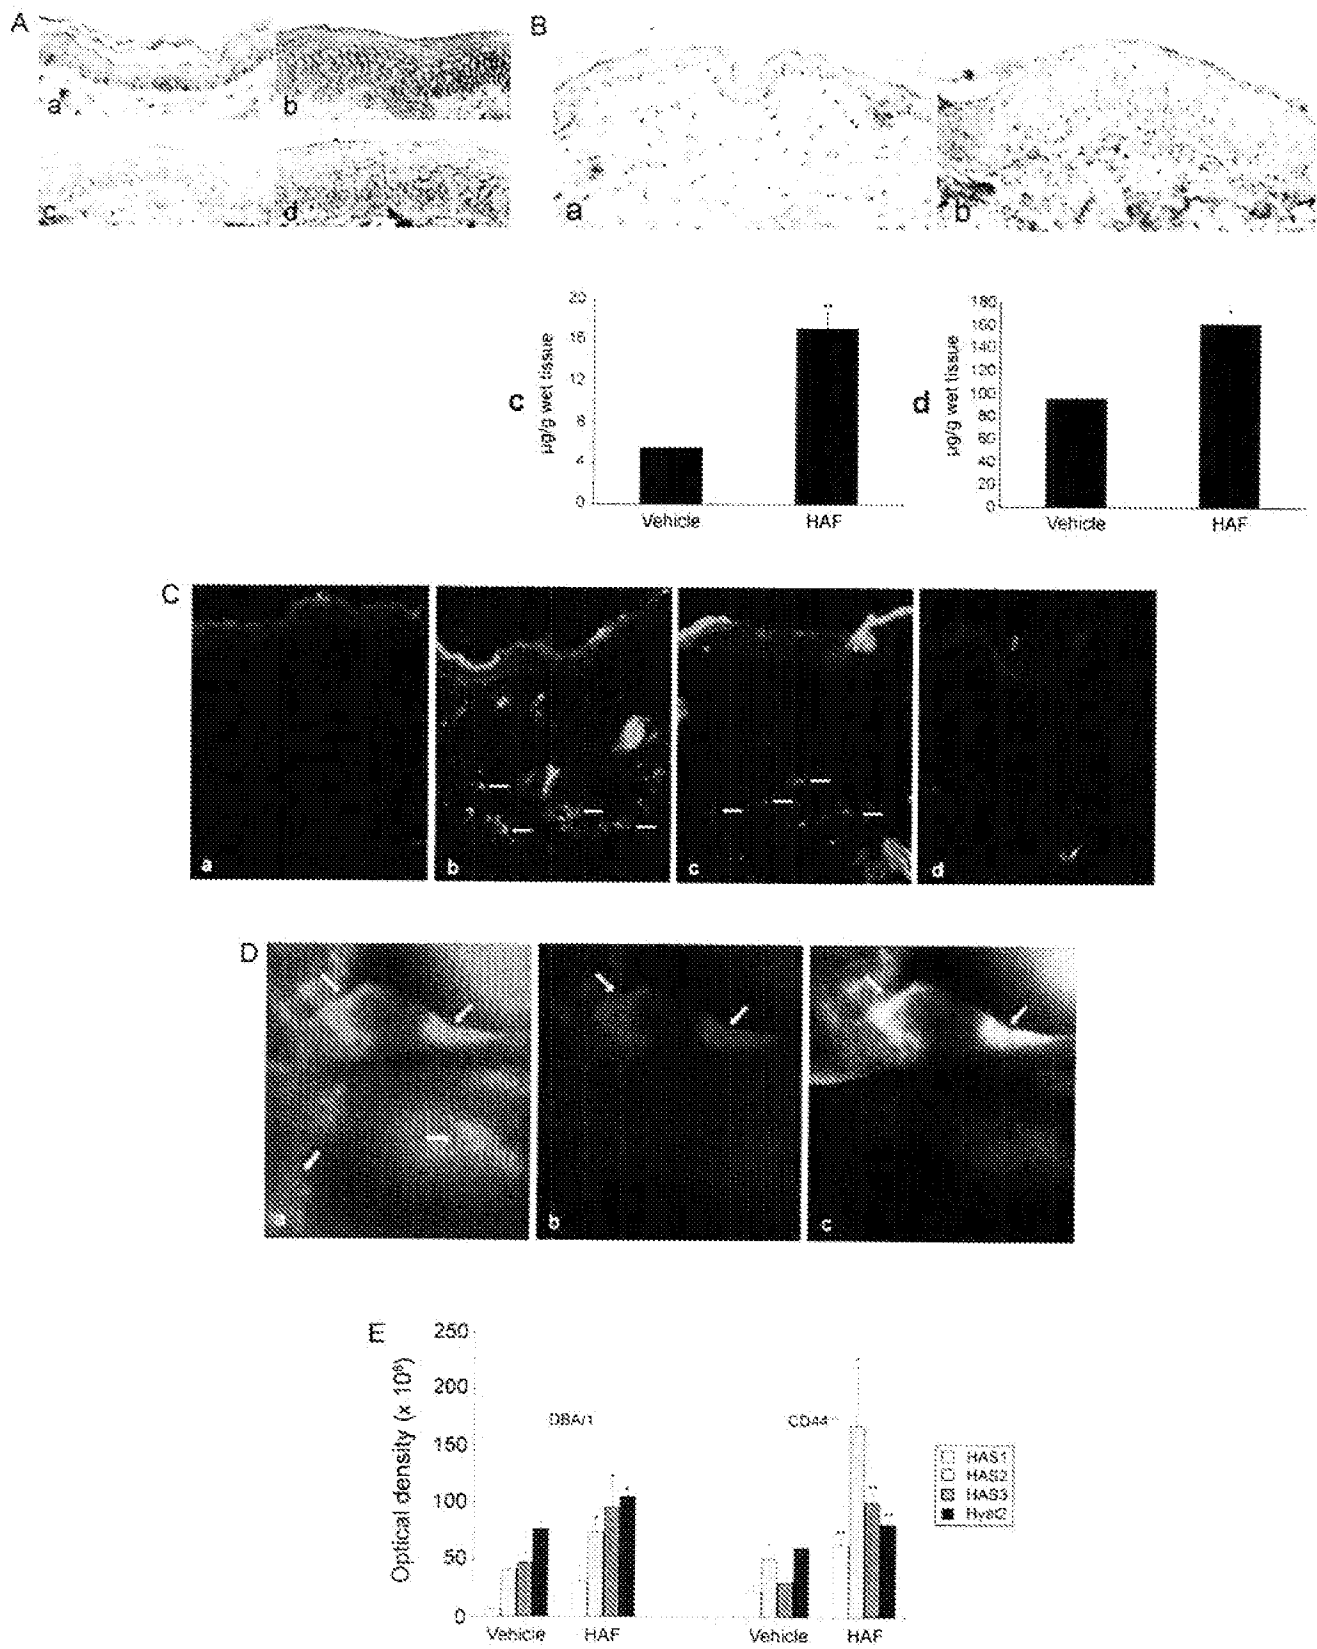 A
B
a
b
c
d
a
b
c
µg/g wet tissue
20
16
12
8
4
0
Vehicle
HAF
d
µg/g wet tissue
180
160
140
120
100
80
60
40
20
0
Vehicle
HAF
C
a
b
c
d
D
a
b
c
E
Optical density (x 10⁶)
250
200
150
100
50
0
DBA/1
CD44
HAS1
HAS2
HAS3
Hyal2
Vehicle
HAF
Vehicle
HAF